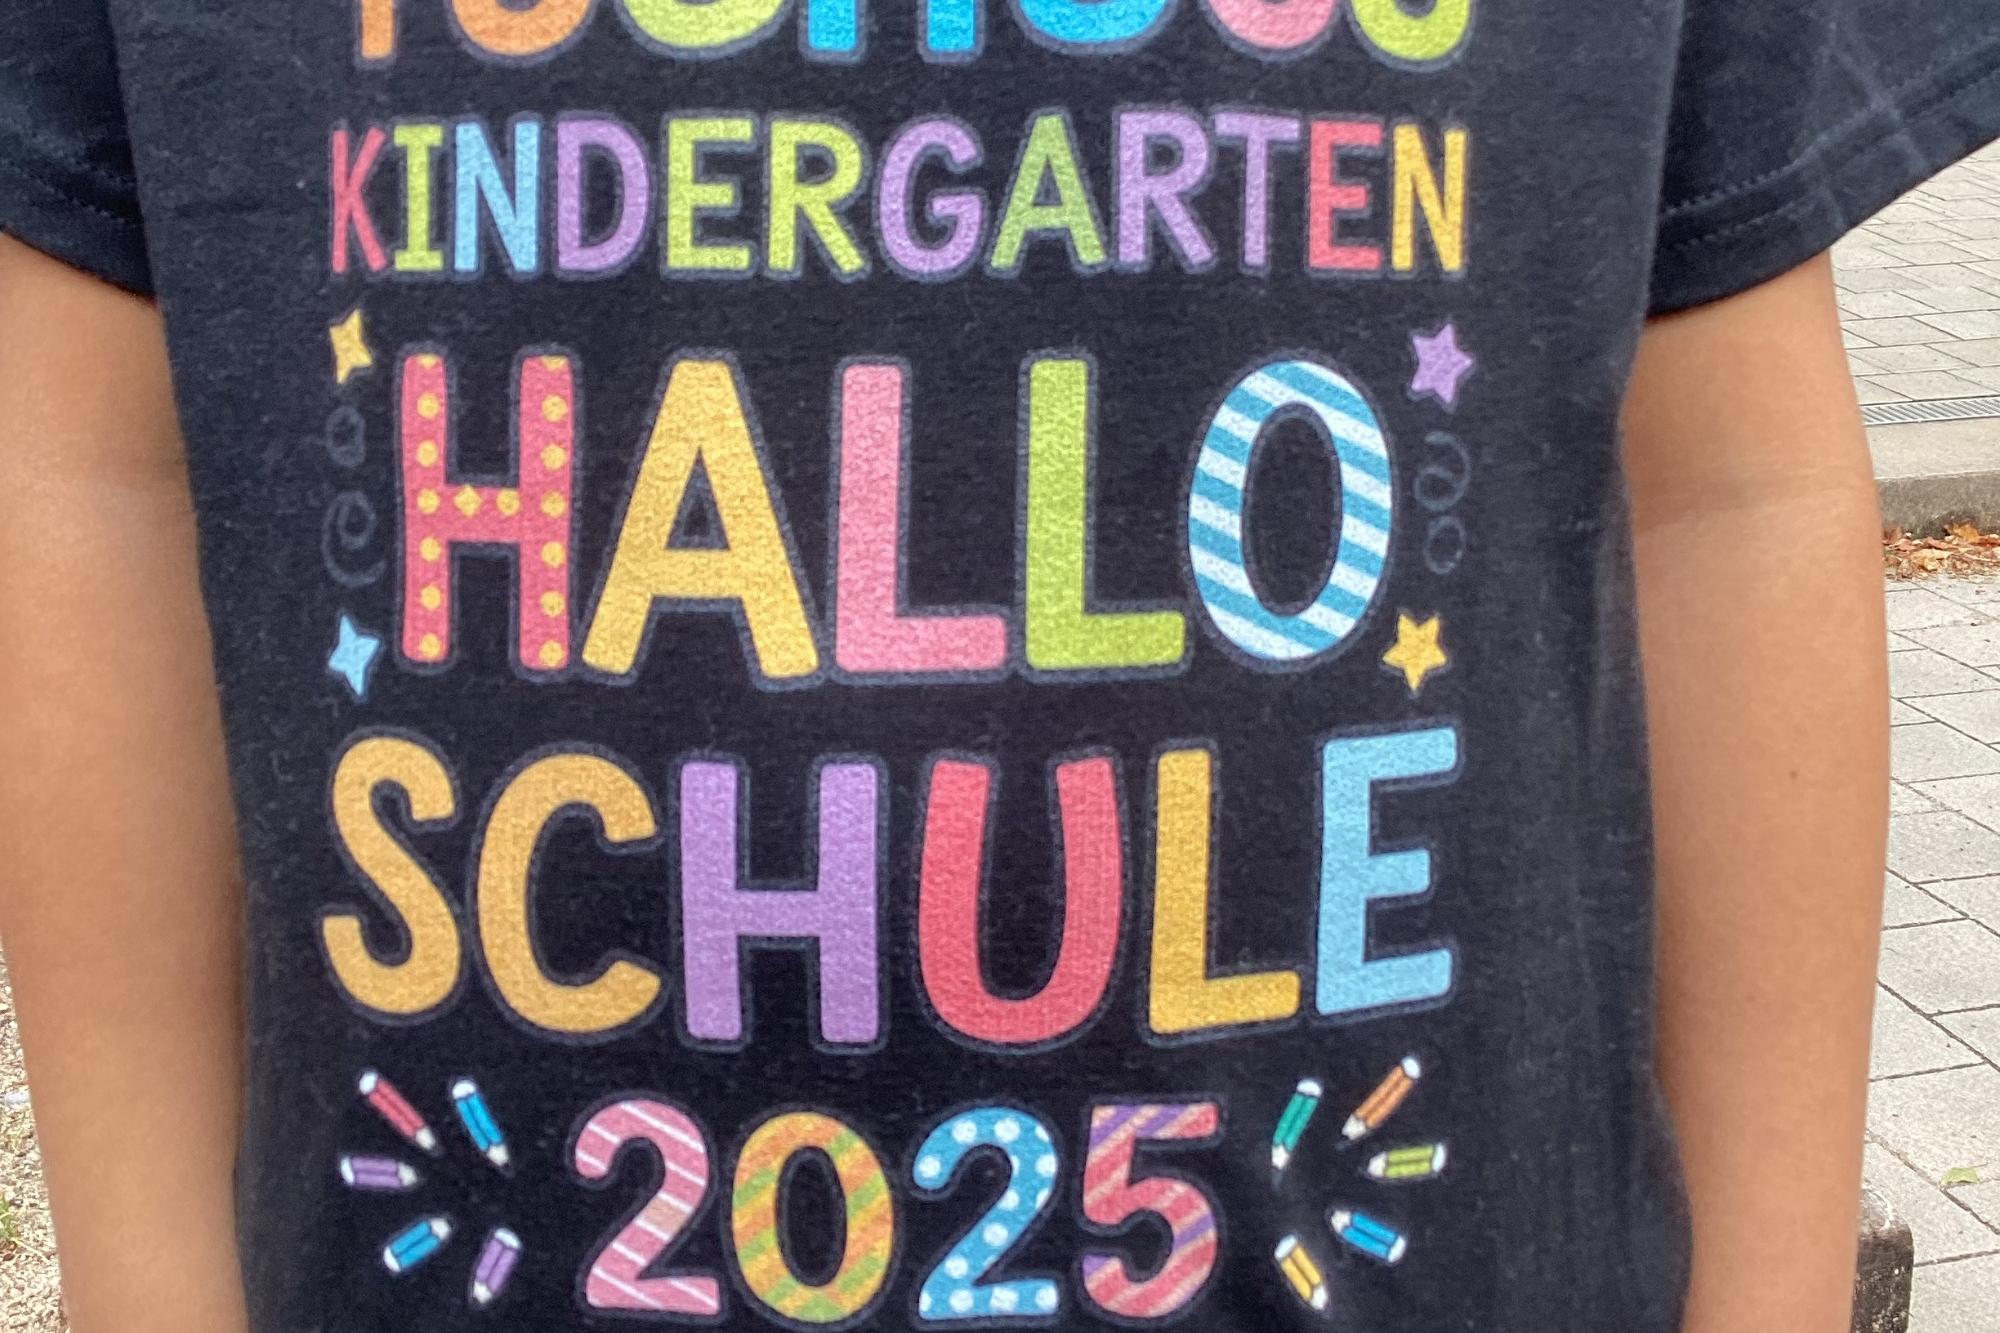 KINDERGARTEN
HALLO
SCHULE
2025